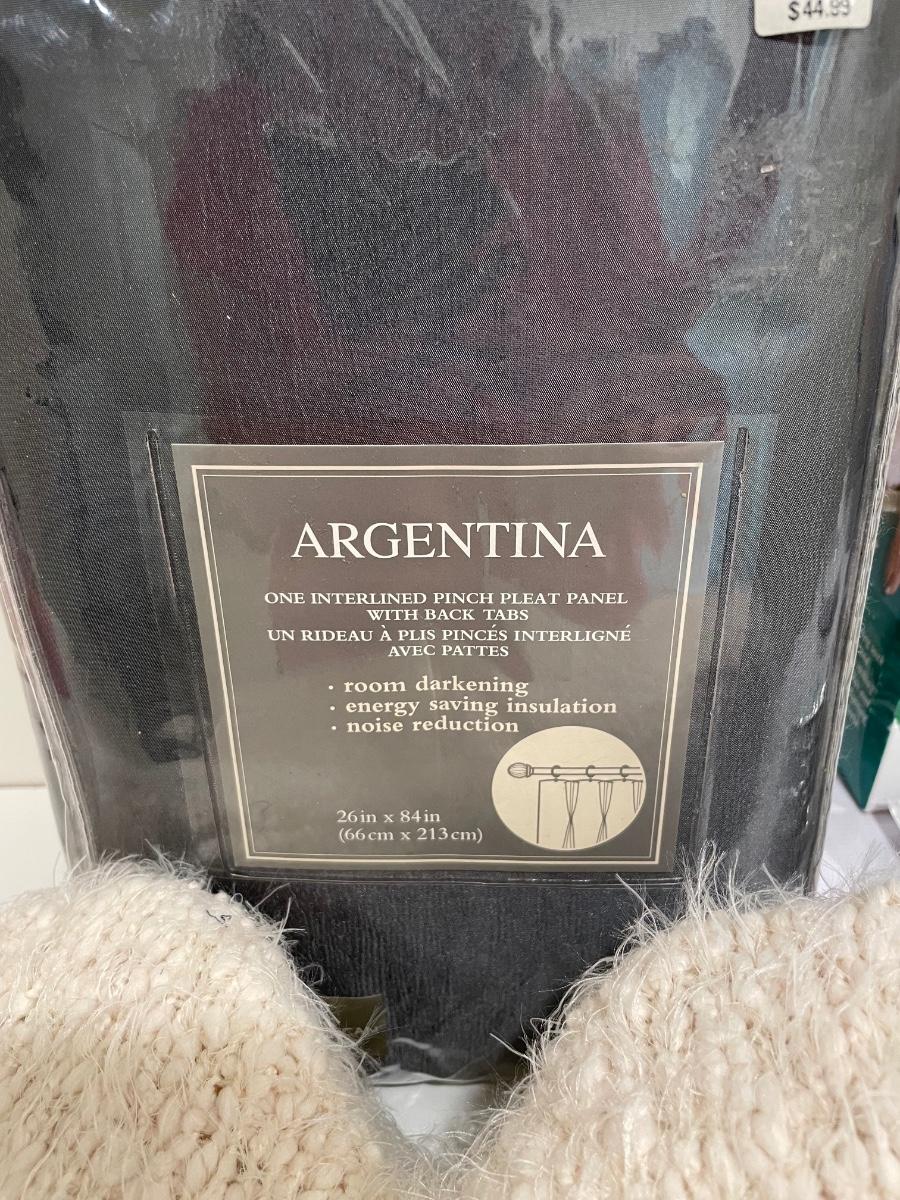 $44.99
ARGENTINA
ONE INTERLINED PINCH PLEAT PANEL
WITH BACK TABS
UN RIDEAU À PLIS PINCÉS INTERLIGNÉ
AVEC PATTES
· room darkening
· energy saving insulation
· noise reduction
26in x 84in
(66cm x 213cm)